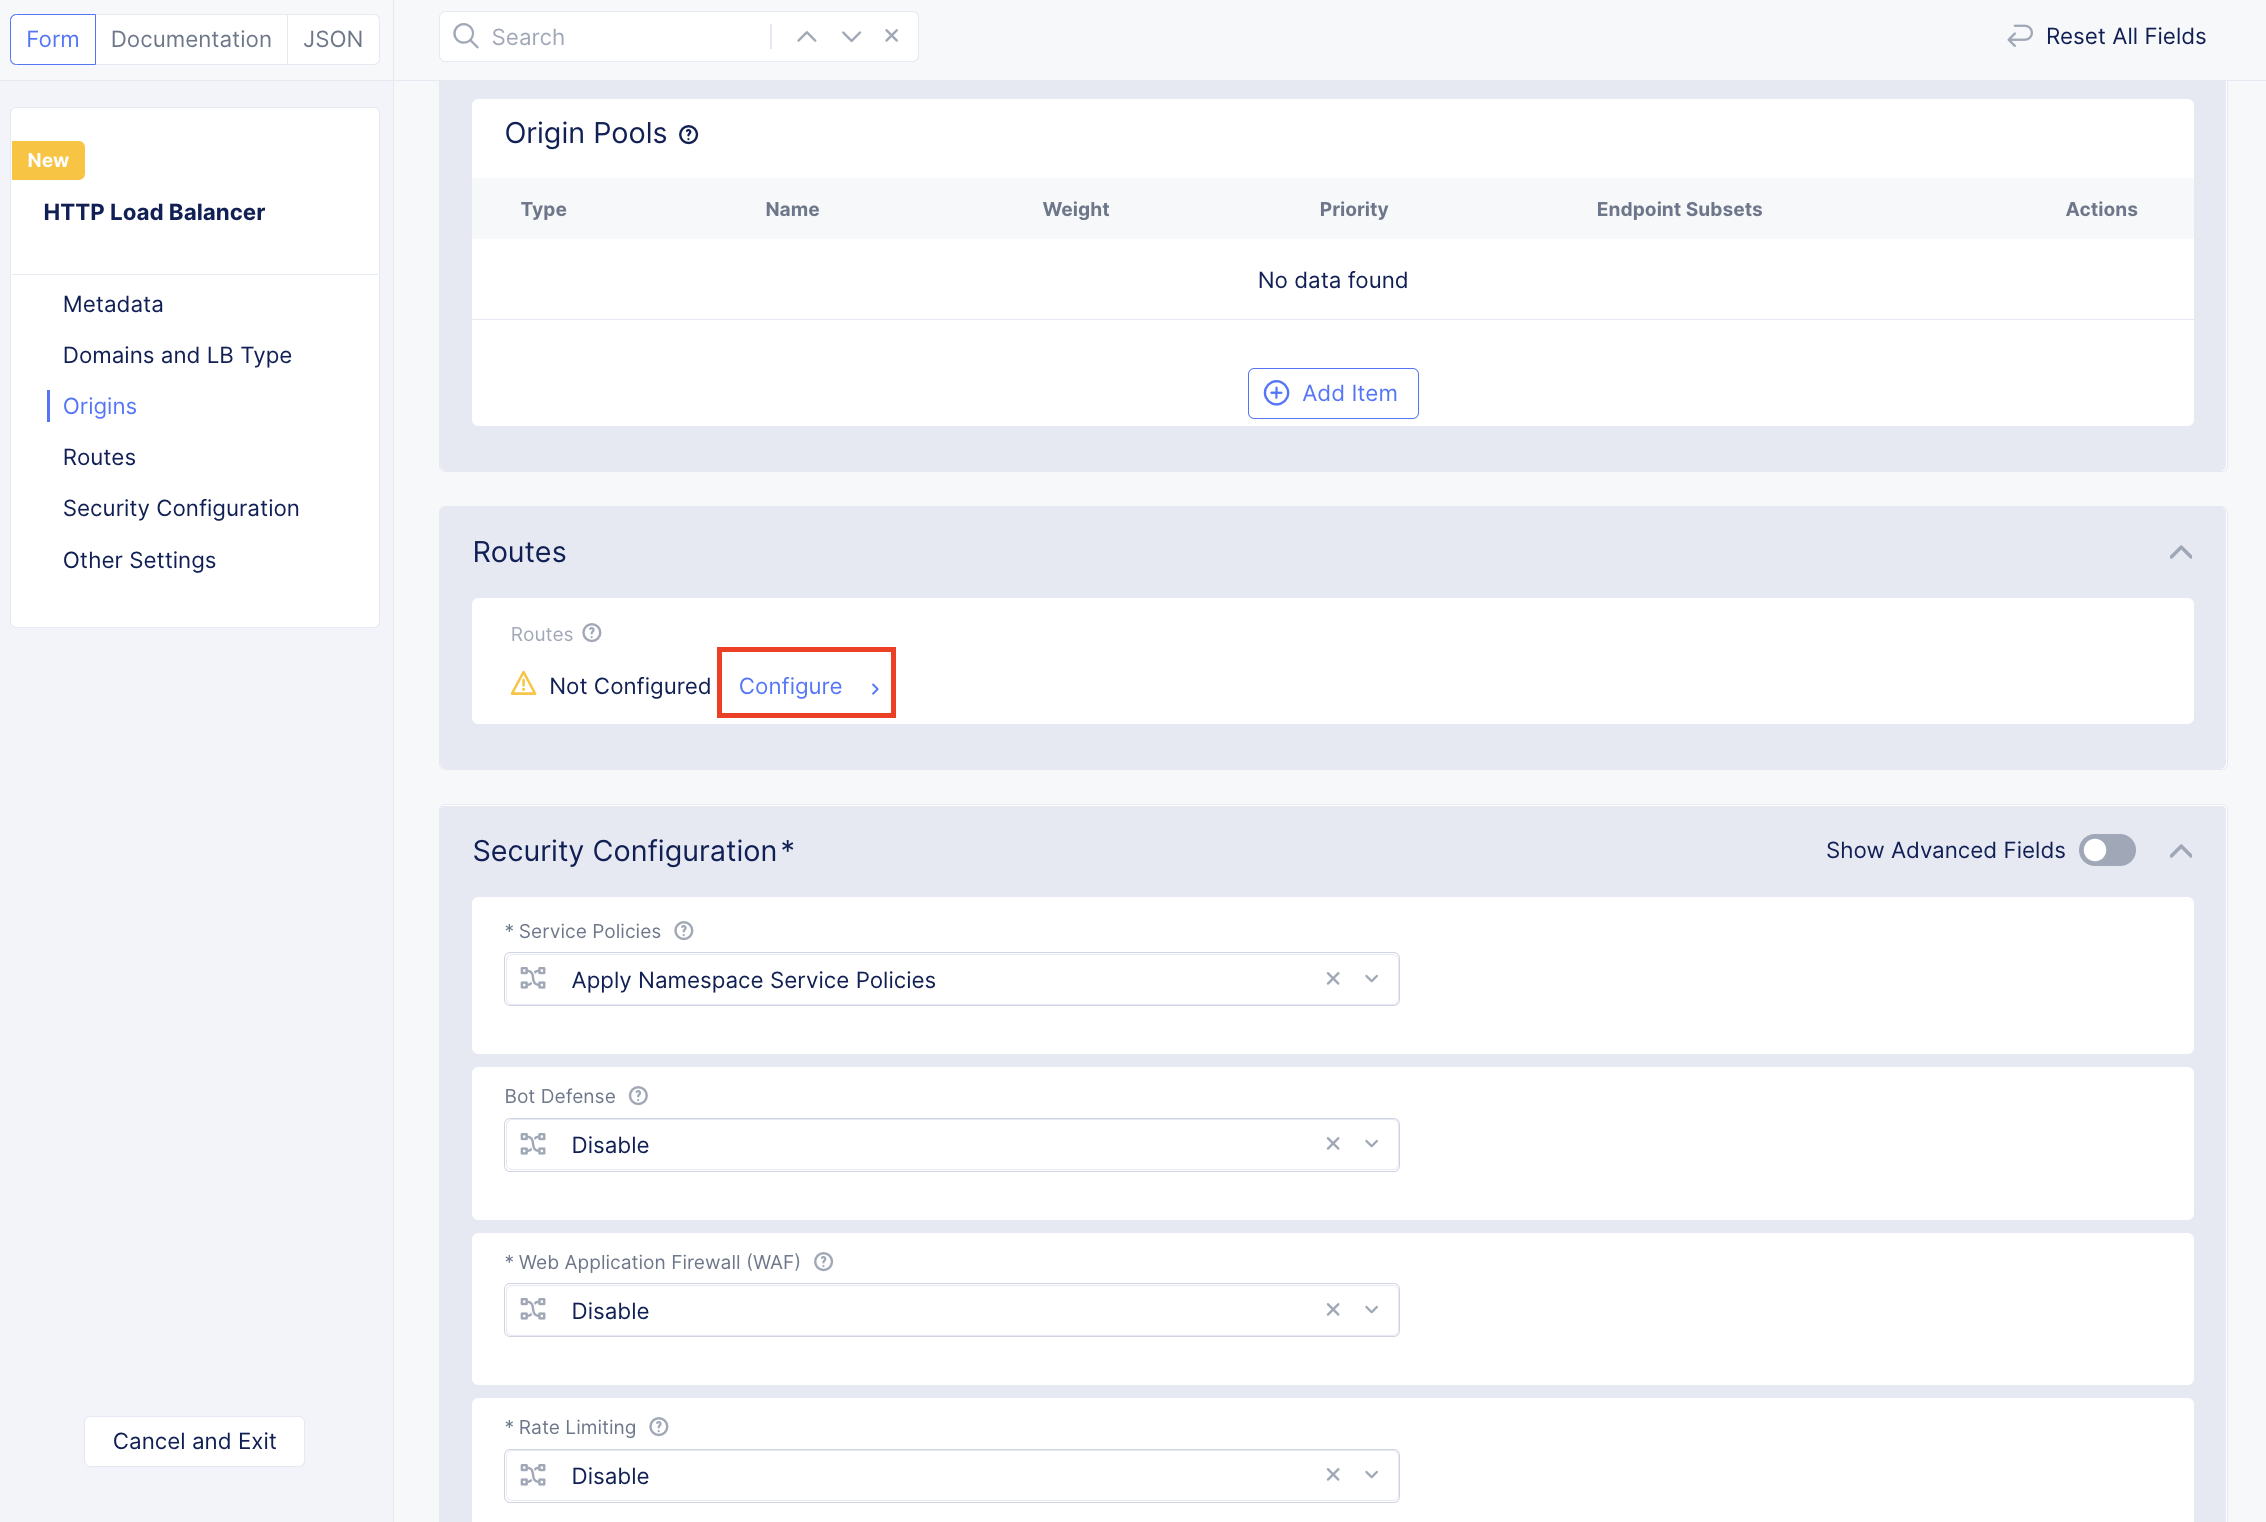 Form Documentation JSON
Search
Reset All Fields
New
HTTP Load Balancer
Metadata
Domains and LB Type
Origins
Routes
Security Configuration
Other Settings
Cancel and Exit
Origin Pools ?
Type Name Weight Priority Endpoint Subsets Actions
No data found
Add Item
Routes
Routes ?
Not Configured Configure >
Security Configuration*
Show Advanced Fields
* Service Policies ?
Apply Namespace Service Policies
Bot Defense ?
Disable
* Web Application Firewall (WAF) ?
Disable
* Rate Limiting ?
Disable